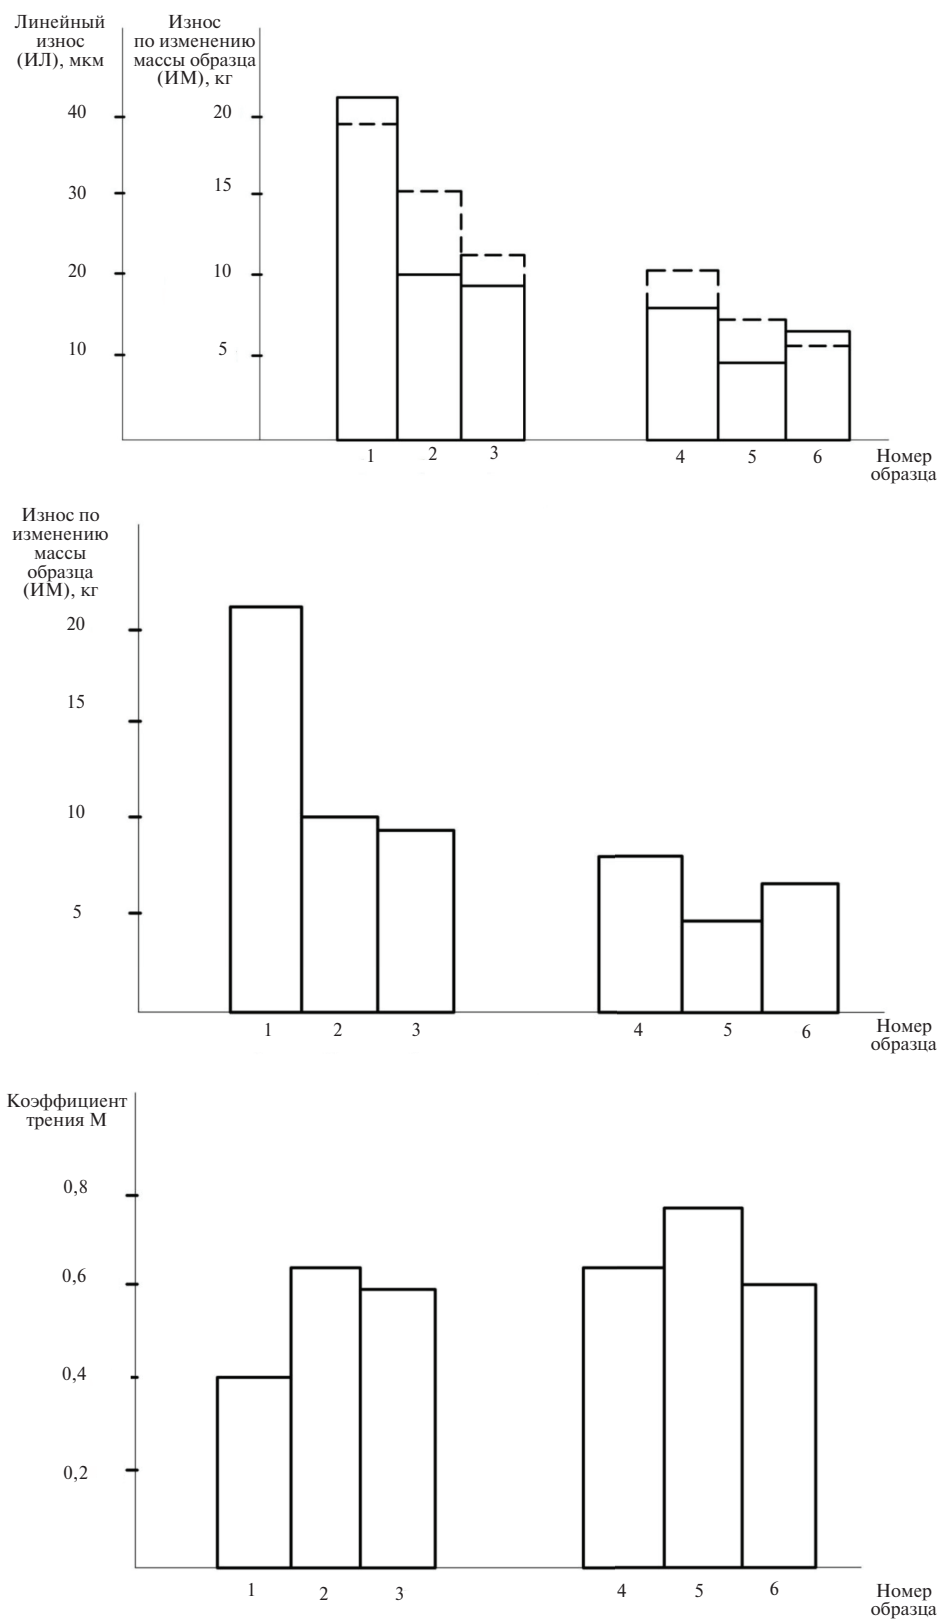 Линейный
износ
(ИЛ), мкм
Износ
по изменению
массы образца
(ИМ), кг
40
30
20
10
20
15
10
5
1
2
3
4
5
6
Номер
образца
Износ по
изменению
массы
образца
(ИМ), кг
20
15
10
5
1
2
3
4
5
6
Номер
образца
Коэффициент
трения М
0,8
0,6
0,4
0,2
1
2
3
4
5
6
Номер
образца